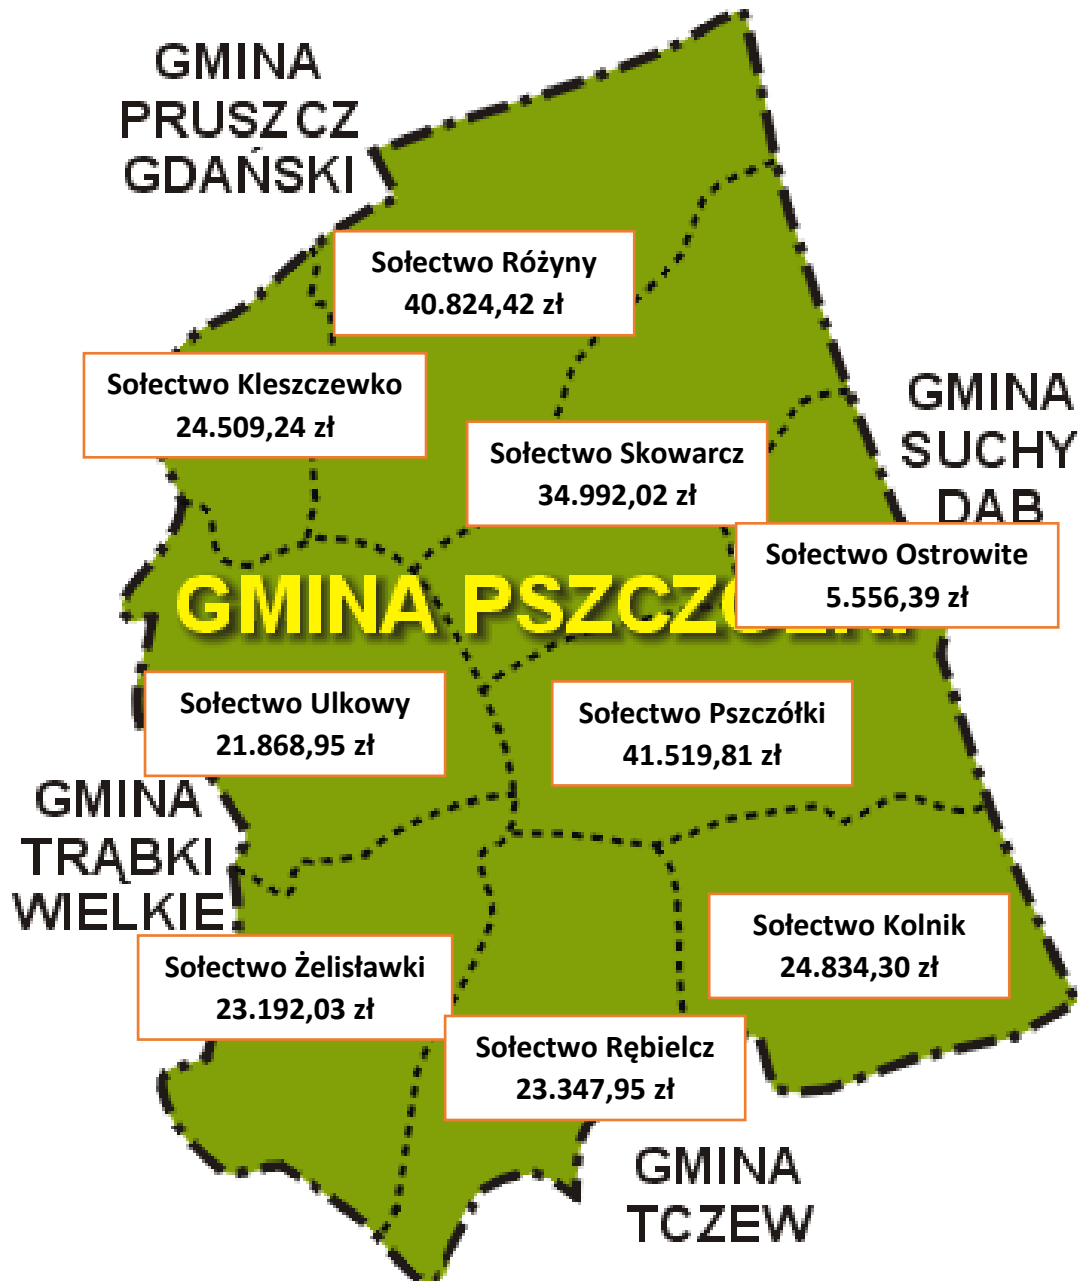 GMINA
PRUSZCZ
GDAŃSKI
Sołectwo Różyny
40.824,42 zł
Sołectwo Kleszczewko
24.509,24 zł
GMINA
SUCHY
DĄB
Sołectwo Skowarcz
34.992,02 zł
Sołectwo Ostrowite
5.556,39 zł
GMINA PSZCZÓŁKI
Sołectwo Ulkowy
21.868,95 zł
Sołectwo Pszczółki
41.519,81 zł
GMINA
TRĄBKI
WIELKIE
Sołectwo Kolnik
24.834,30 zł
Sołectwo Żelisławki
23.192,03 zł
Sołectwo Rębielcz
23.347,95 zł
GMINA
TCZEW